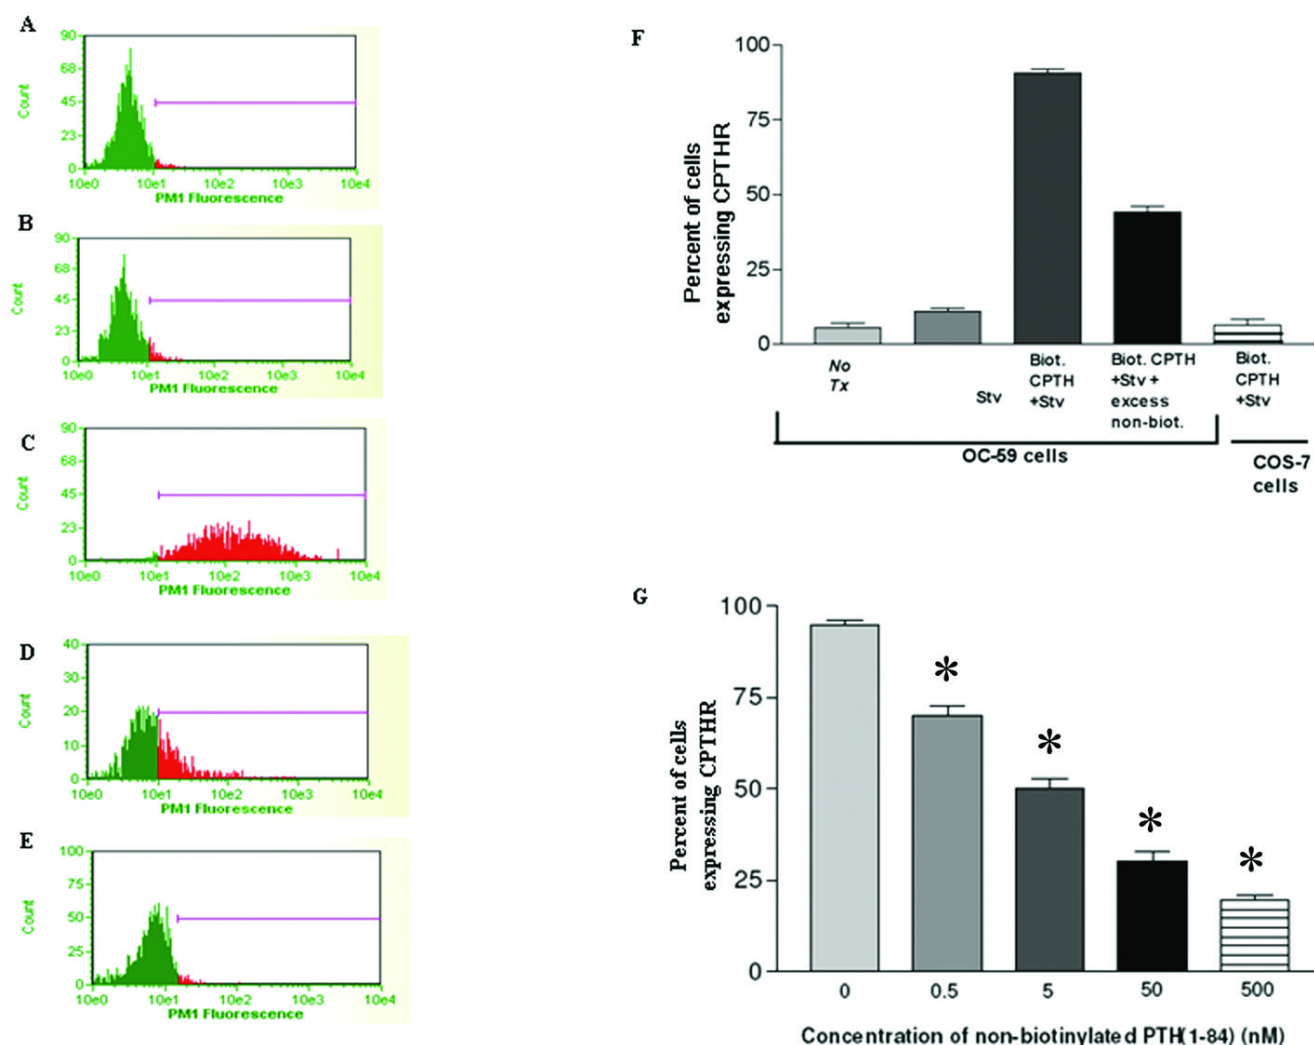 A
90
68
45
23
0
Count
10e0 10e1 10e2 10e3 10e4
PM1 Fluorescence
B
90
68
45
23
0
Count
10e0 10e1 10e2 10e3 10e4
PM1 Fluorescence
C
90
68
45
23
0
Count
10e0 10e1 10e2 10e3 10e4
PM1 Fluorescence
D
40
30
20
10
0
Count
10e0 10e1 10e2 10e3 10e4
PM1 Fluorescence
E
100
75
50
25
0
Count
10e0 10e1 10e2 10e3 10e4
PM1 Fluorescence
F
100
75
50
25
0
Percent of cells
expressing CPTHR
No
Tx
Stv
Biot.
CPTH
+Stv
Biot. CPTH
+Stv +
excess
non-biot.
Biot.
CPTH
+Stv
OC-59 cells
COS-7
cells
G
100
75
50
25
0
Percent of cells
expressing CPTHR
* * * *
0 0.5 5 50 500
Concentration of non-biotinylated PTH(1-84) (nM)